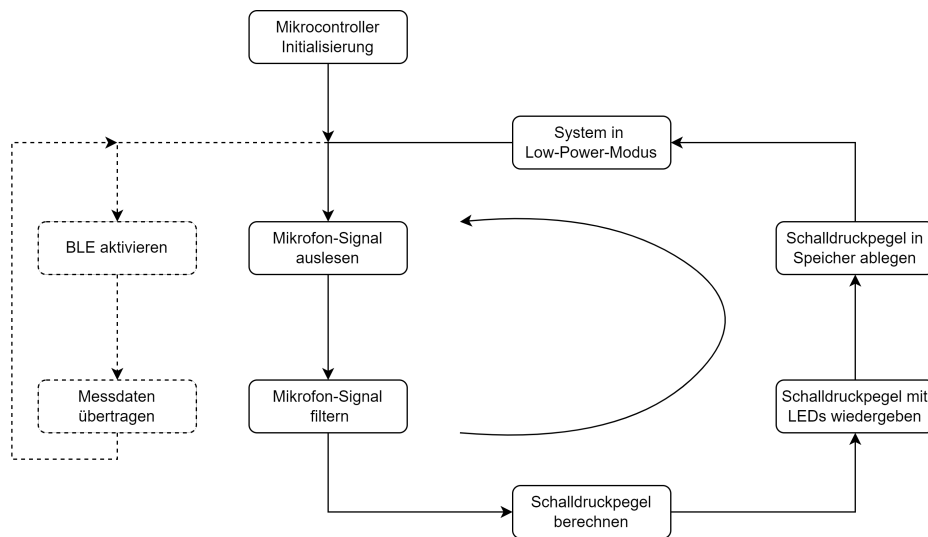 Mikrocontroller
Initialisierung
System in
Low-Power-Modus
BLE aktivieren
Mikrofon-Signal
auslesen
Schalldruckpegel in
Speicher ablegen
Messdaten
übertragen
Mikrofon-Signal
filtern
Schalldruckpegel mit
LEDs wiedergeben
Schalldruckpegel
berechnen